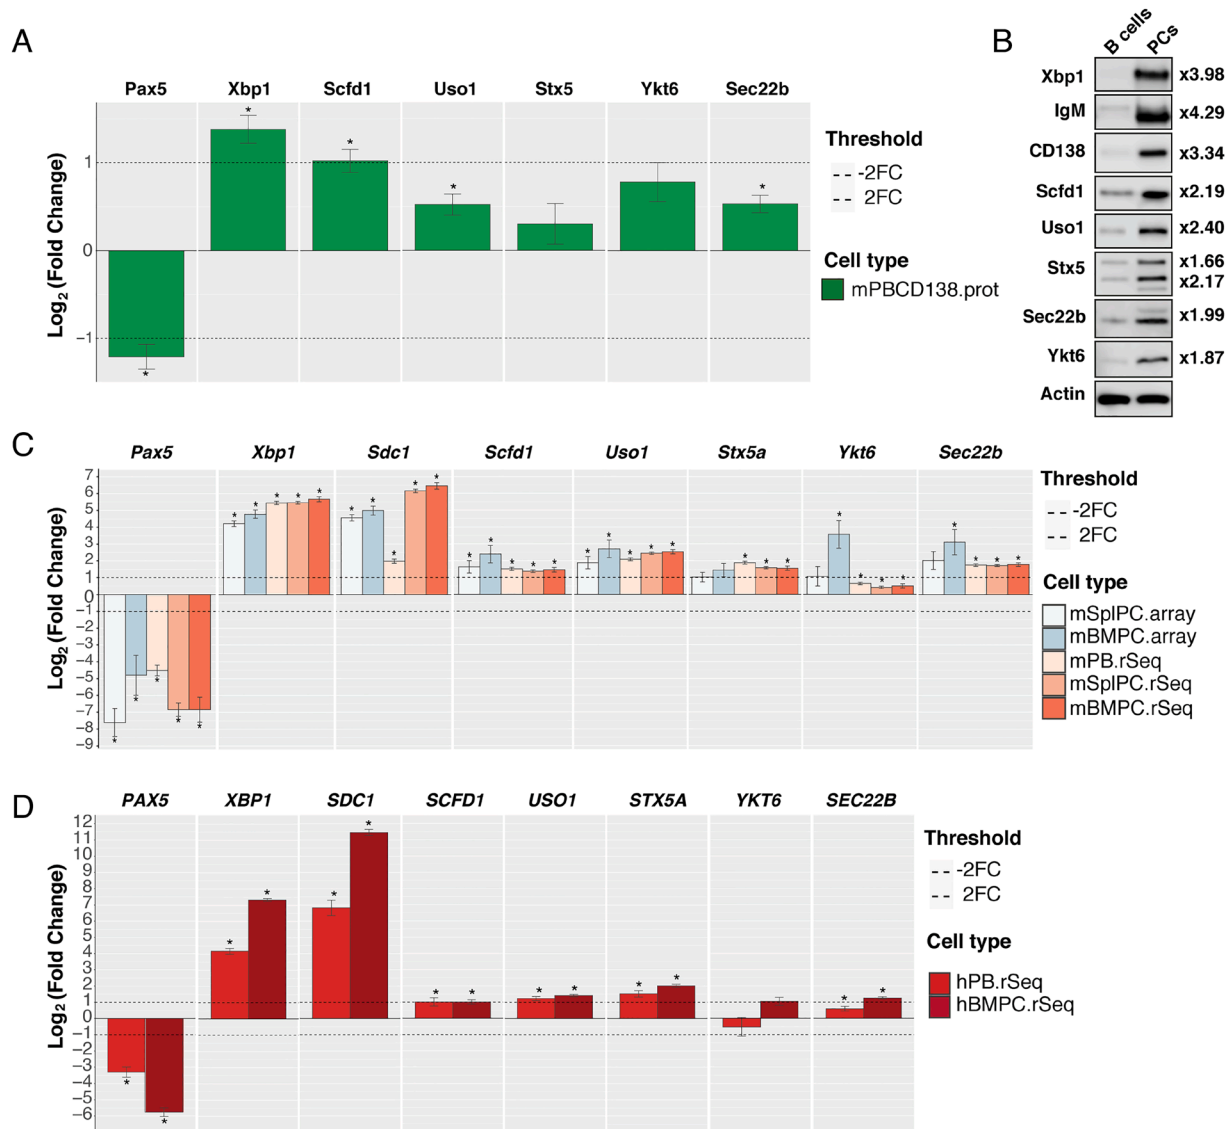 A
Pax5 Xbp1 Scfd1 Uso1 Stx5 Ykt6 Sec22b
Log2 (Fold Change)
1
0
−1
* * * * * *
Threshold
-2FC
2FC
Cell type
mPBCD138.prot
B
B cells PCs
Xbp1 x3.98
IgM x4.29
CD138 x3.34
Scfd1 x2.19
Uso1 x2.40
Stx5 x1.66
x2.17
Sec22b x1.99
Ykt6 x1.87
Actin
C
Pax5 Xbp1 Sdc1 Scfd1 Uso1 Stx5a Ykt6 Sec22b
Log2 (Fold Change)
7
6
5
4
3
2
1
0
−1
−2
−3
−4
−5
−6
−7
−8
−9
Threshold
-2FC
2FC
Cell type
mSplPC.array
mBMPC.array
mPB.rSeq
mSplPC.rSeq
mBMPC.rSeq
D
PAX5 XBP1 SDC1 SCFD1 USO1 STX5A YKT6 SEC22B
Log2 (Fold Change)
12
11
10
9
8
7
6
5
4
3
2
1
0
−1
−2
−3
−4
−5
−6
Threshold
-2FC
2FC
Cell type
hPB.rSeq
hBMPC.rSeq